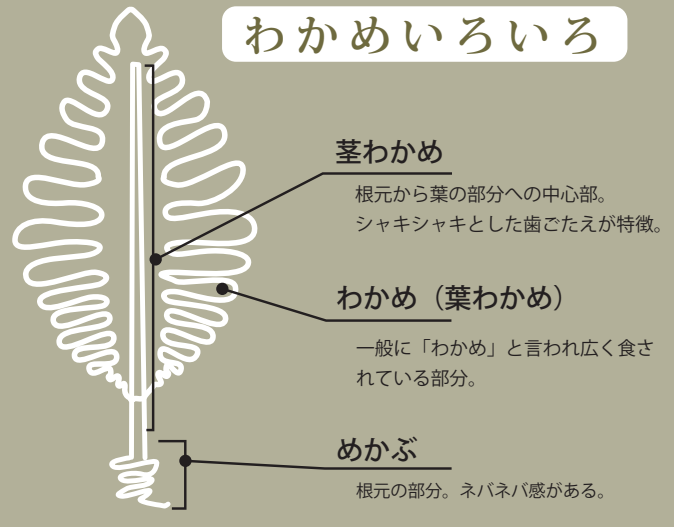 わかめいろいろ
茎わかめ
根元から葉の部分への中心部。
シャキシャキとした歯ごたえが特徴。
わかめ（葉わかめ）
一般に「わかめ」と言われ広く食さ
れている部分。
めかぶ
根元の部分。ネバネバ感がある。